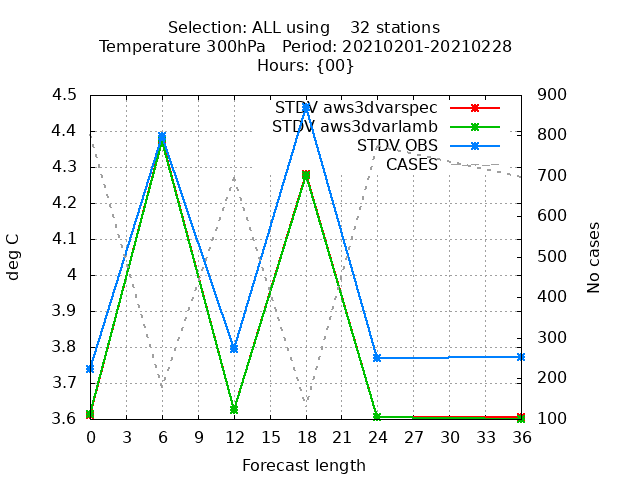 Selection: ALL using    32 stations
Temperature 300hPa   Period: 20210201-20210228
Hours: {00}
deg C
4.5
4.4
4.3
4.2
4.1
4
3.9
3.8
3.7
3.6
STDV aws3dvarspec
STDV aws3dvarlamb
STDV OBS
CASES
900
800
700
600
500
400
300
200
100
No cases
0 3 6 9 12 15 18 21 24 27 30 33 36
Forecast length